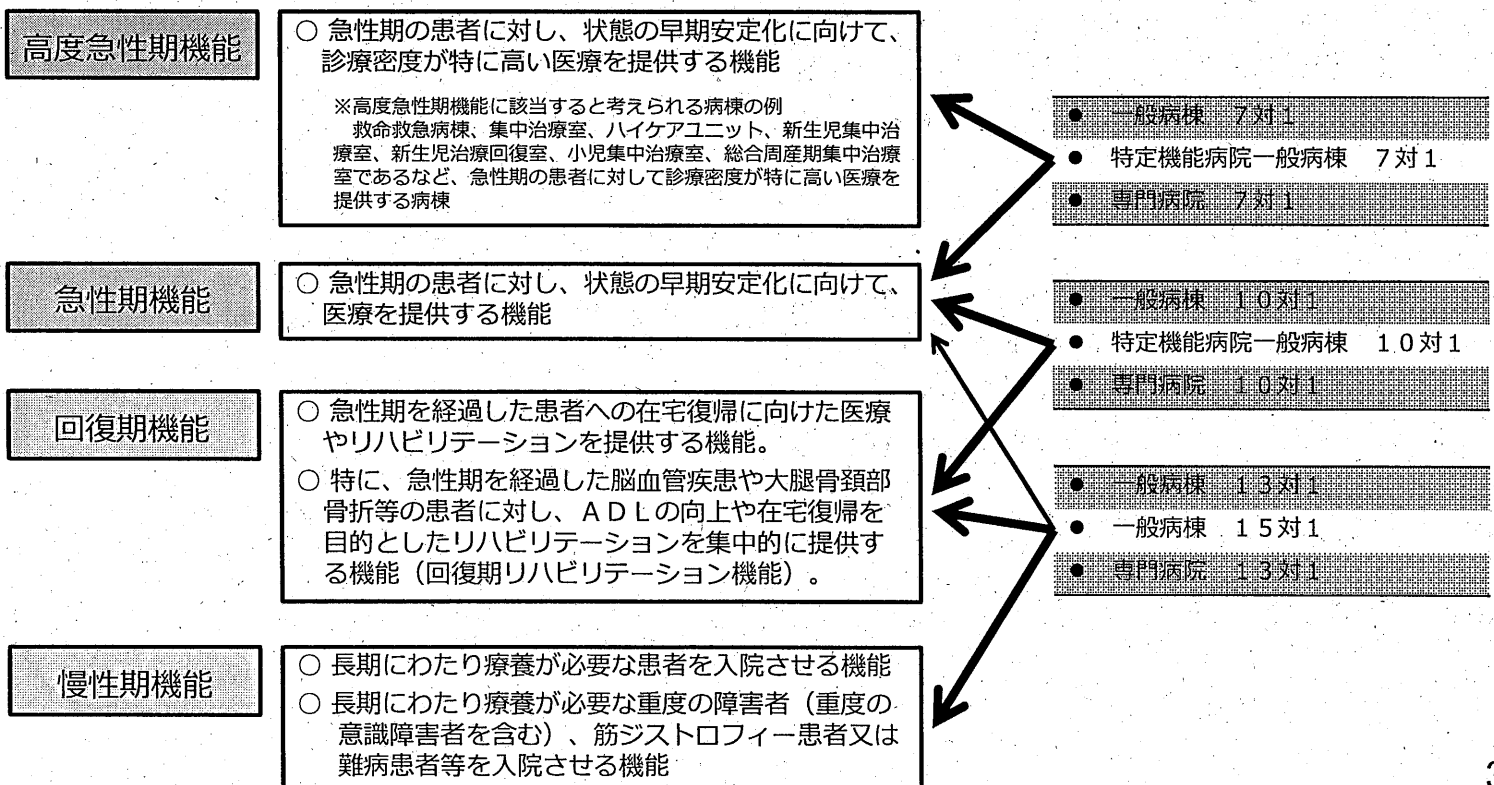 高度急性期機能
○ 急性期の患者に対し、状態の早期安定化に向けて、
診療密度が特に高い医療を提供する機能
※高度急性期機能に該当すると考えられる病棟の例
救命救急病棟、集中治療室、ハイケアユニット、新生児集中治
療室、新生児治療回復室、小児集中治療室、総合周産期集中治療
室であるなど、急性期の患者に対して診療密度が特に高い医療を
提供する病棟
● 一般病棟 7対1
● 特定機能病院一般病棟 7対1
● 専門病院 7対1
急性期機能
○ 急性期の患者に対し、状態の早期安定化に向けて、
医療を提供する機能
● 一般病棟 10対1
● 特定機能病院一般病棟 10対1
● 専門病院 10対1
回復期機能
○ 急性期を経過した患者への在宅復帰に向けた医療
やリハビリテーションを提供する機能。
○ 特に、急性期を経過した脳血管疾患や大腿骨頚部
骨折等の患者に対し、ADLの向上や在宅復帰を
目的としたリハビリテーションを集中的に提供す
る機能(回復期リハビリテーション機能)。
● 一般病棟 13対1
● 一般病棟 15対1
● 専門病院 13対1
慢性期機能
○ 長期にわたり療養が必要な患者を入院させる機能
○ 長期にわたり療養が必要な重度の障害者(重度の
意識障害者を含む)、筋ジストロフィー患者又は
難病患者等を入院させる機能